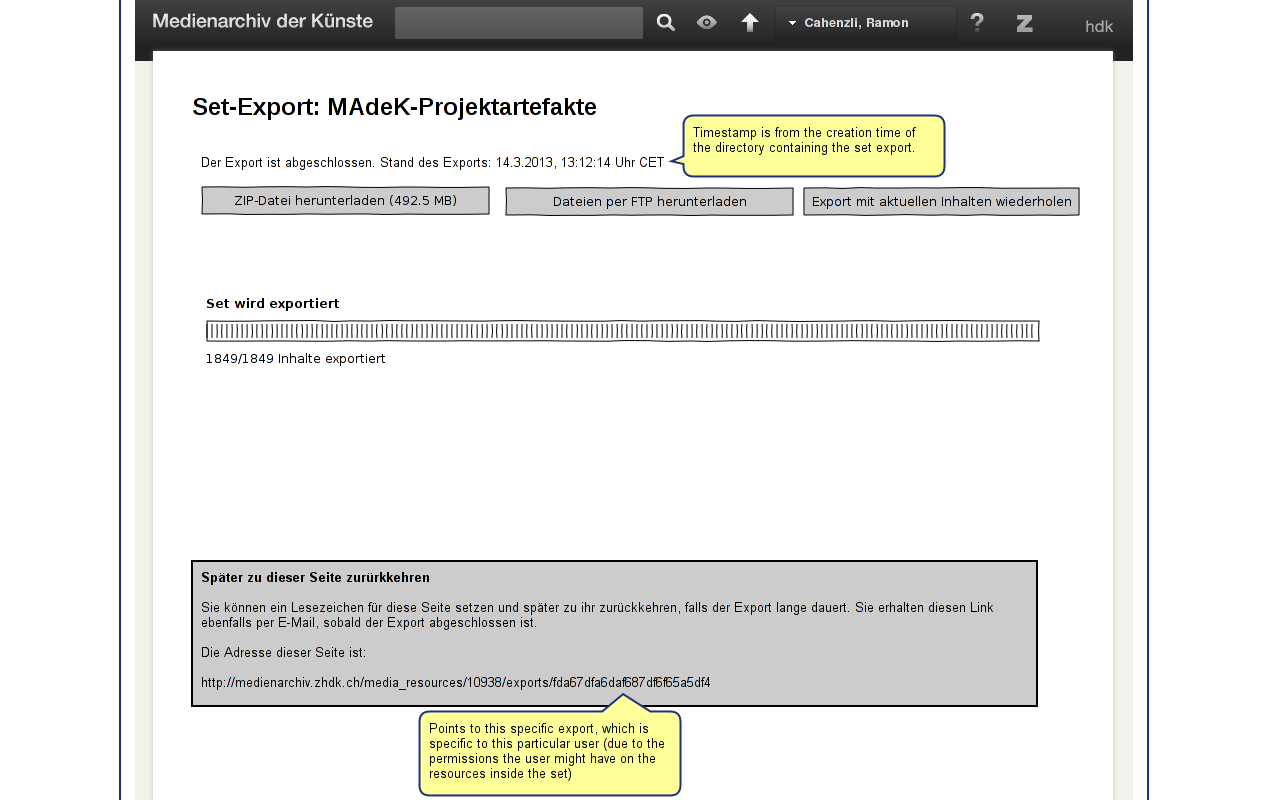 Medienarchiv der Künste
Cahenzli, Ramon
?
Z
hdk
Set-Export: MAdeK-Projektartefakte
Timestamp is from the creation time of
the directory containing the set export.
Der Export ist abgeschlossen. Stand des Exports: 14.3.2013, 13:12:14 Uhr CET
ZIP-Datei herunterladen (492.5 MB)
Dateien per FTP herunterladen
Export mit aktuellen Inhalten wiederholen
Set wird exportiert
1849/1849 Inhalte exportiert
Später zu dieser Seite zurürkkehren
Sie können ein Lesezeichen für diese Seite setzen und später zu ihr zurückkehren, falls der Export lange dauert. Sie erhalten diesen Link
ebenfalls per E-Mail, sobald der Export abgeschlossen ist.
Die Adresse dieser Seite ist:
http://medienarchiv.zhdk.ch/media_resources/10938/exports/fda67dfa6daf687df6f65a5df4
Points to this specific export, which is
specific to this particular user (due to the
permissions the user might have on the
resources inside the set)